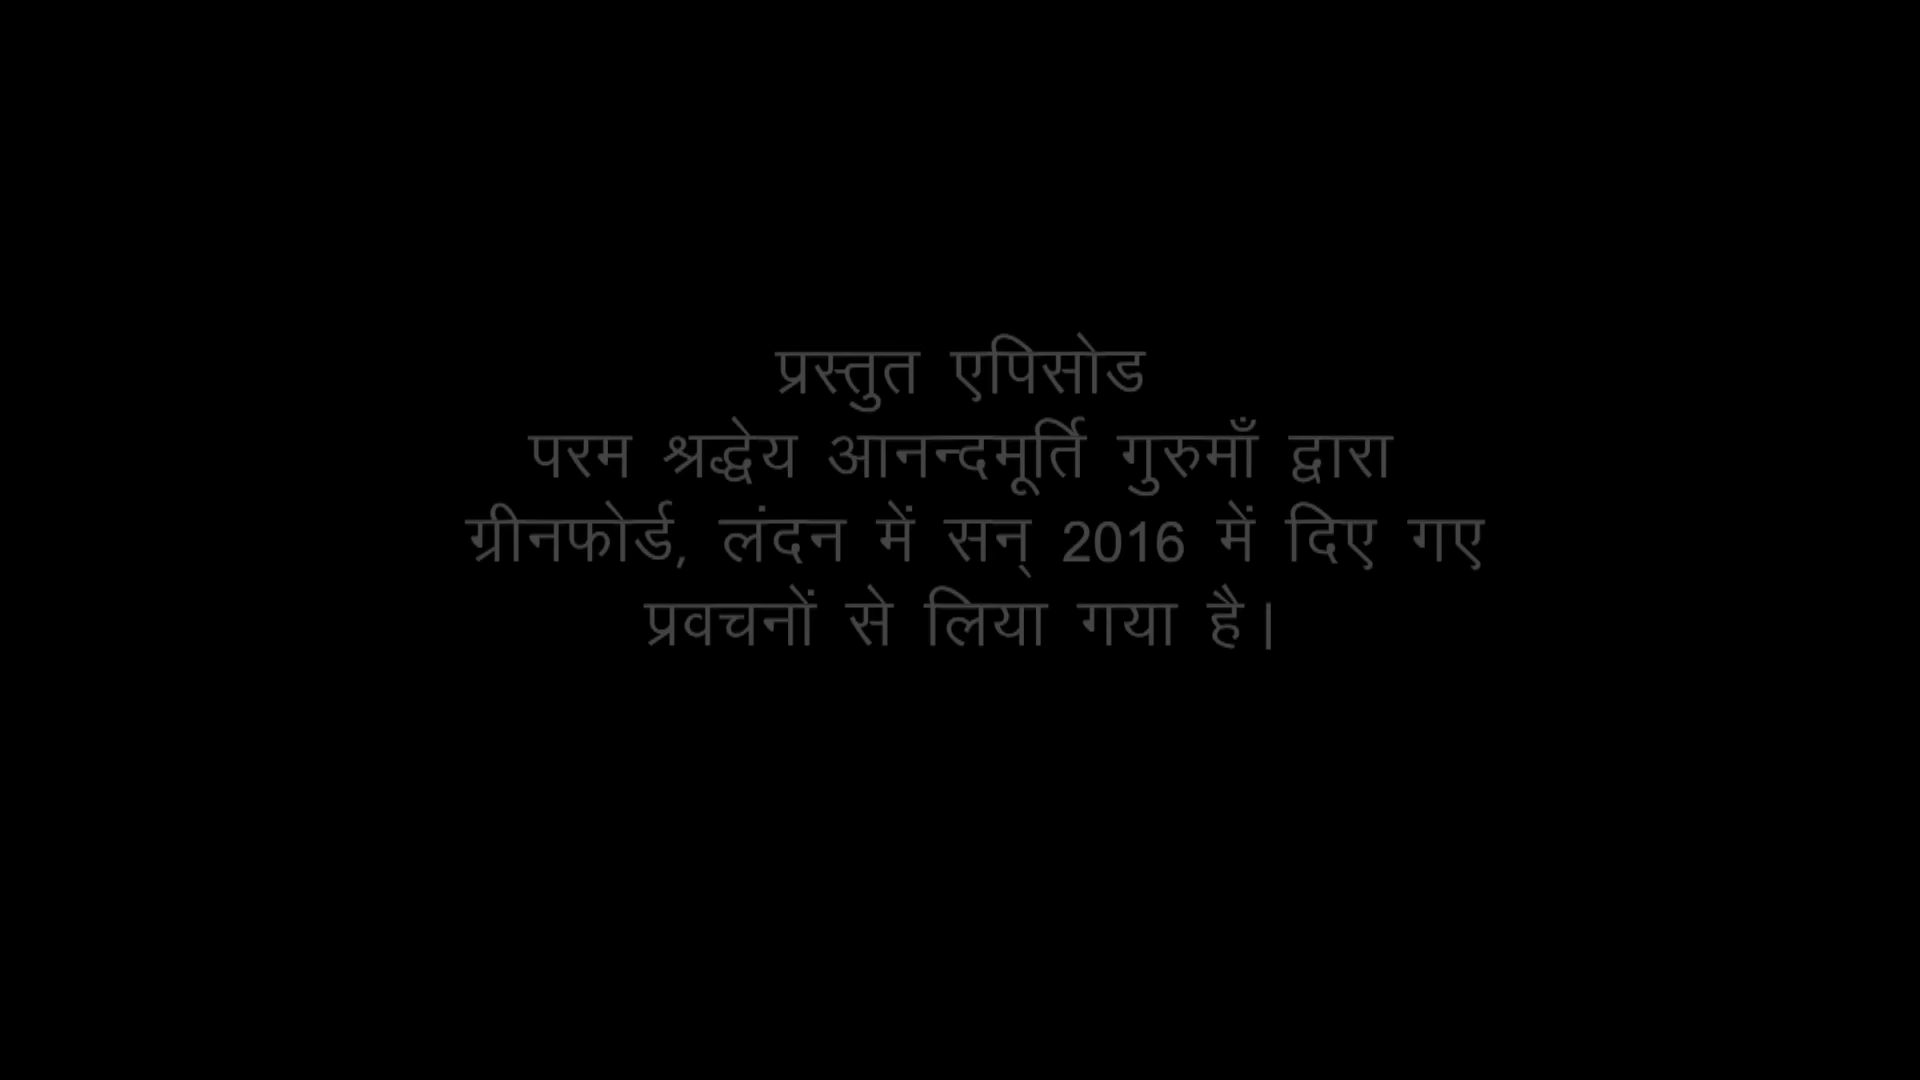 प्रस्तुत एपिसोड
परम श्रद्धेय आनन्दमूर्ति गुरुमाँ द्वारा
ग्रीनफोर्ड, लंदन में सन् 2016 में दिए गए
प्रवचनों से लिया गया है।